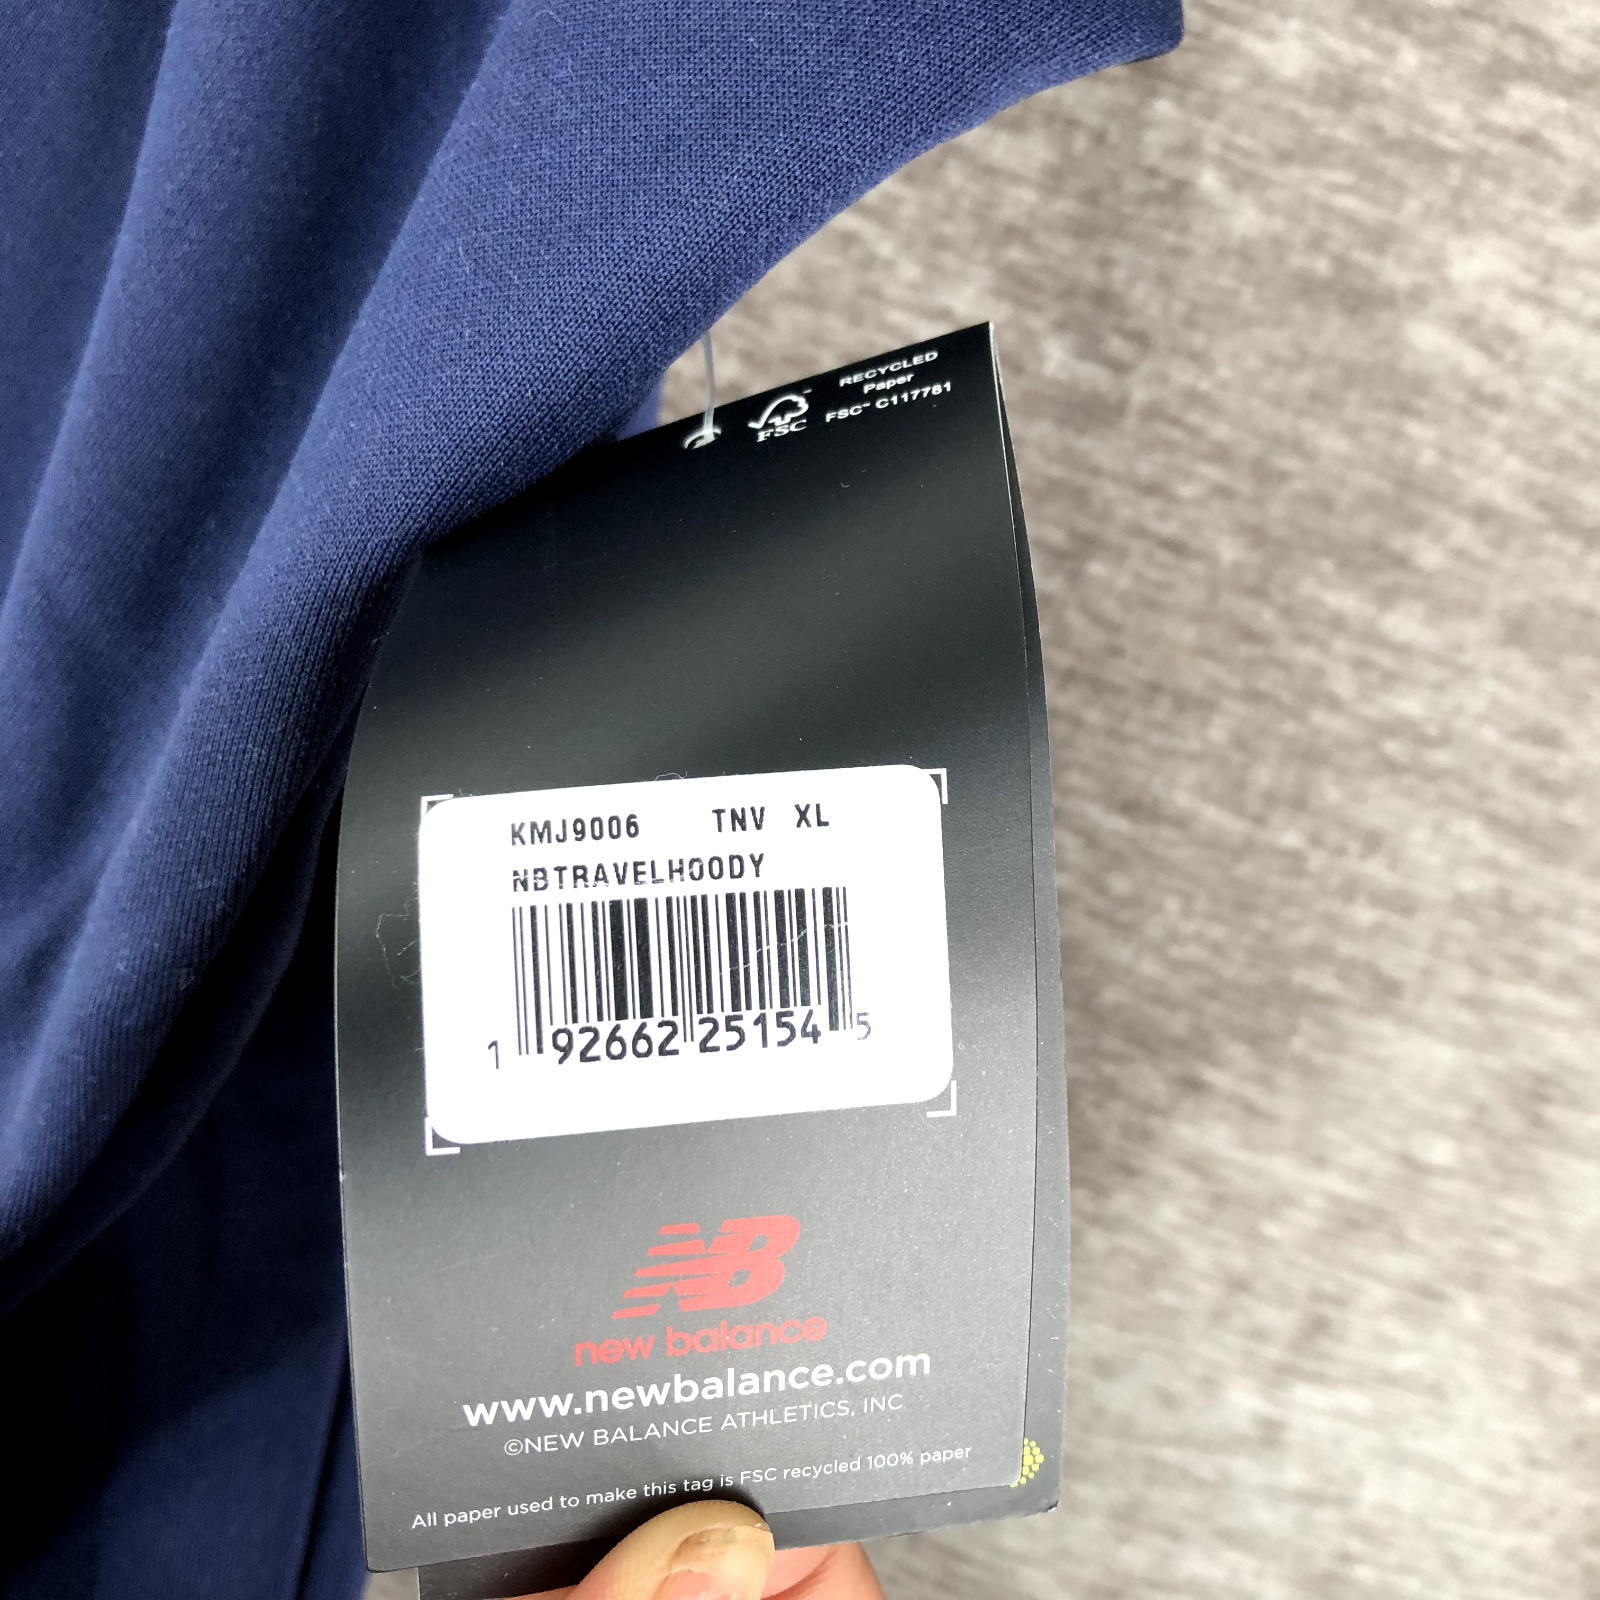 RECYCLED
Paper
FSC™ C117781
FSC
KMJ9006 TNV XL
NBTRAVELHOODY
1 92662 25154 5
NB
new balance
www.newbalance.com
©NEW BALANCE ATHLETICS, INC
All paper used to make this tag is FSC recycled 100% paper